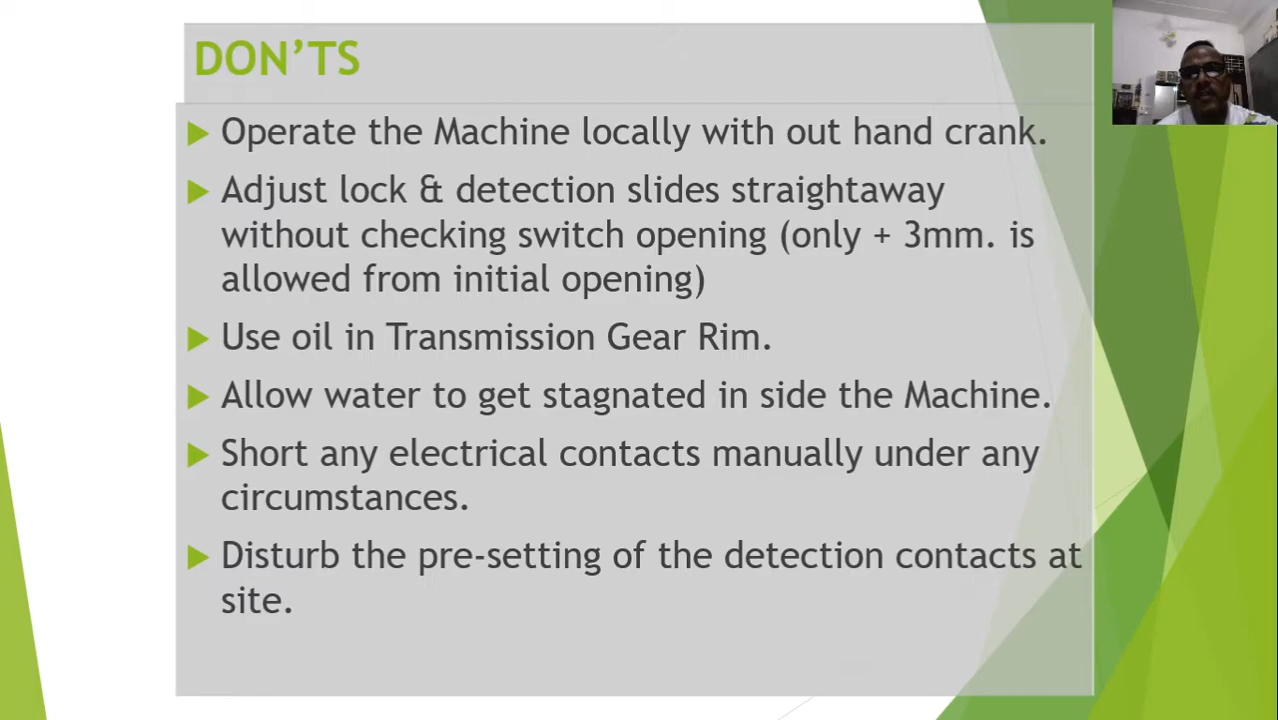 DON’TS
Operate the Machine locally with out hand crank.
Adjust lock & detection slides straightaway
without checking switch opening (only + 3mm. is
allowed from initial opening)
Use oil in Transmission Gear Rim.
Allow water to get stagnated in side the Machine.
Short any electrical contacts manually under any
circumstances.
Disturb the pre-setting of the detection contacts at
site.